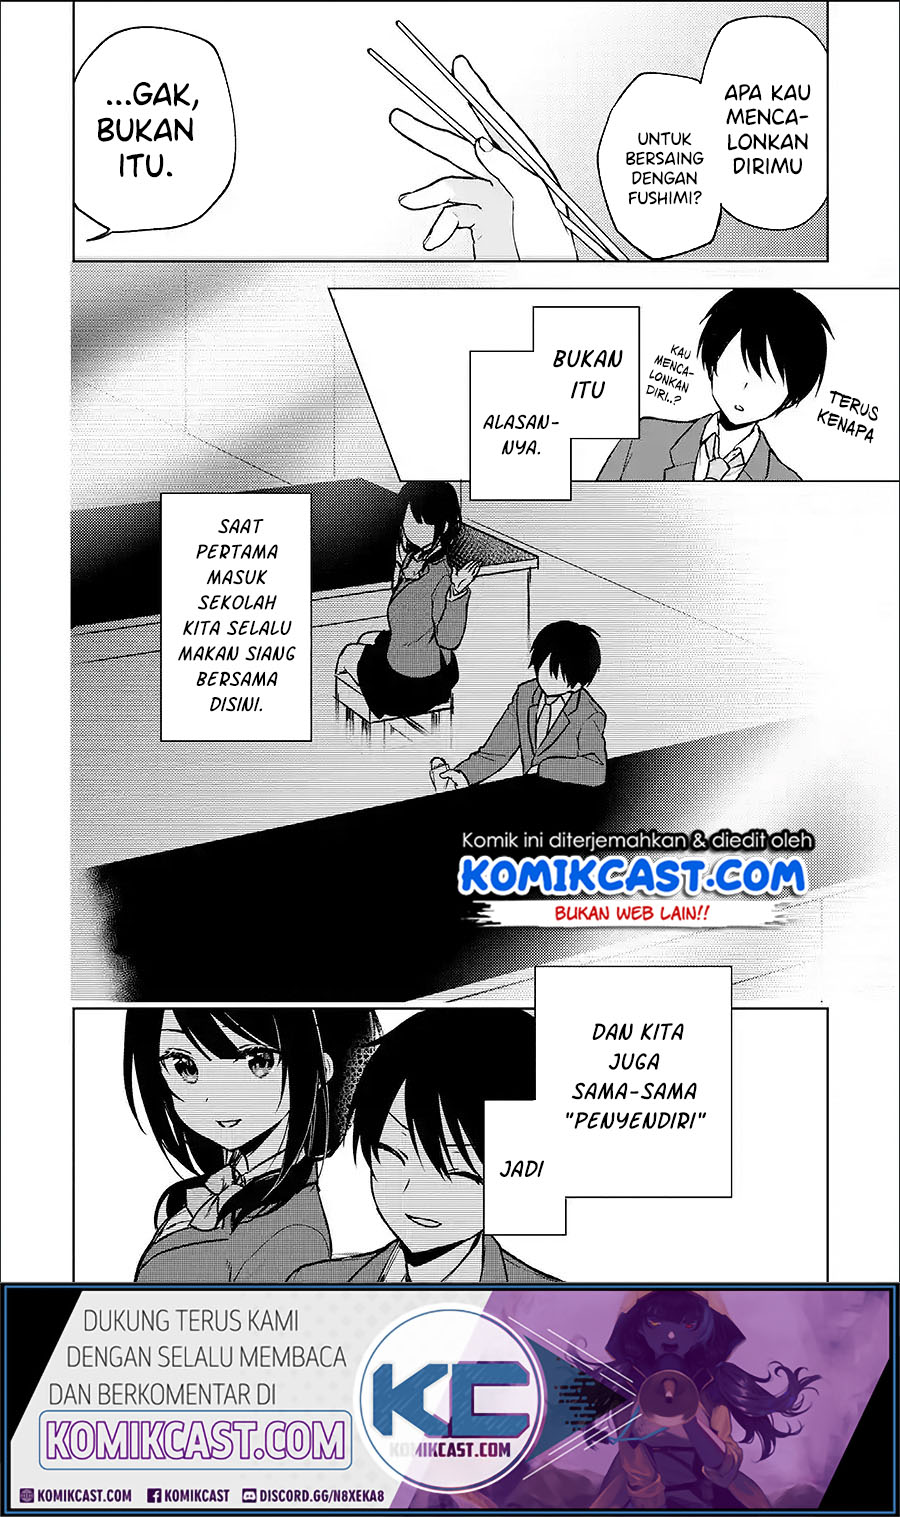 APA KAU
MENCA-
LONKAN
DIRIMU
UNTUK
BERSAING
DENGAN
FUSHIMI?
...GAK,
BUKAN
ITU.
TERUS
KENAPA
KAU
MENCA-
LONKAN
DIRI..?
BUKAN
ITU
ALASAN-
NYA.
SAAT
PERTAMA
MASUK
SEKOLAH
KITA SELALU
MAKAN SIANG
BERSAMA
DISINI.
Komik ini diterjemahkan & diedit oleh
KOMIKCAST.COM
BUKAN WEB LAIN!!
DAN KITA
JUGA
SAMA-SAMA
"PENYENDIRI"
JADI
DUKUNG TERUS KAMI
DENGAN SELALU MEMBACA
DAN BERKOMENTAR DI
KOMIKCAST.COM
KOMIKCAST.COM KOMIKCAST DISCORD.GG/N8XEKA8
KC
KOMIKCAST.COM